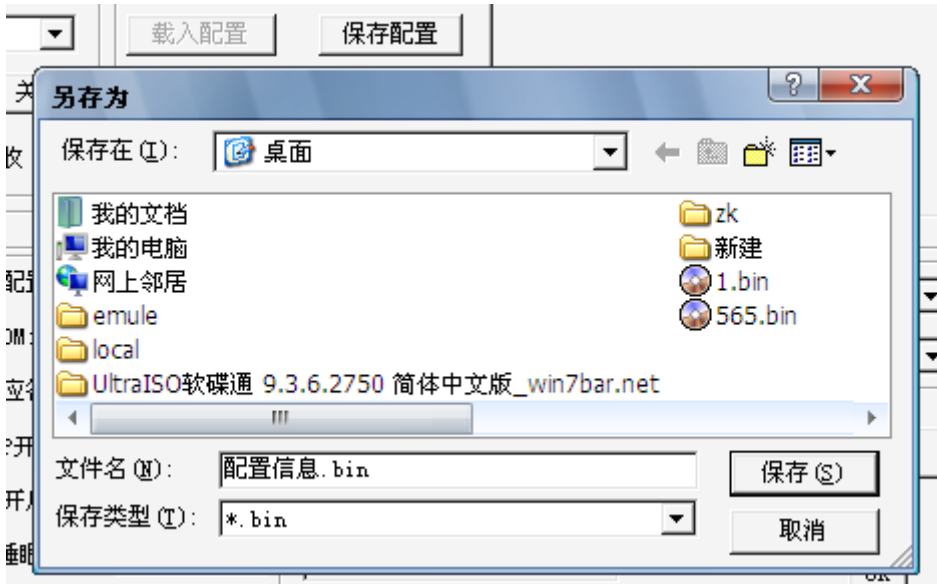 载入配置 保存配置
关
另存为
改
保存在(I): 桌面
我的文档
我的电脑
网上邻居
emule
local
UltraISO软碟通 9.3.6.2750 简体中文版_win7bar.net
zk
新建
1.bin
565.bin
文件名(N): 配置信息.bin
保存(S)
保存类型(T): *.bin
取消